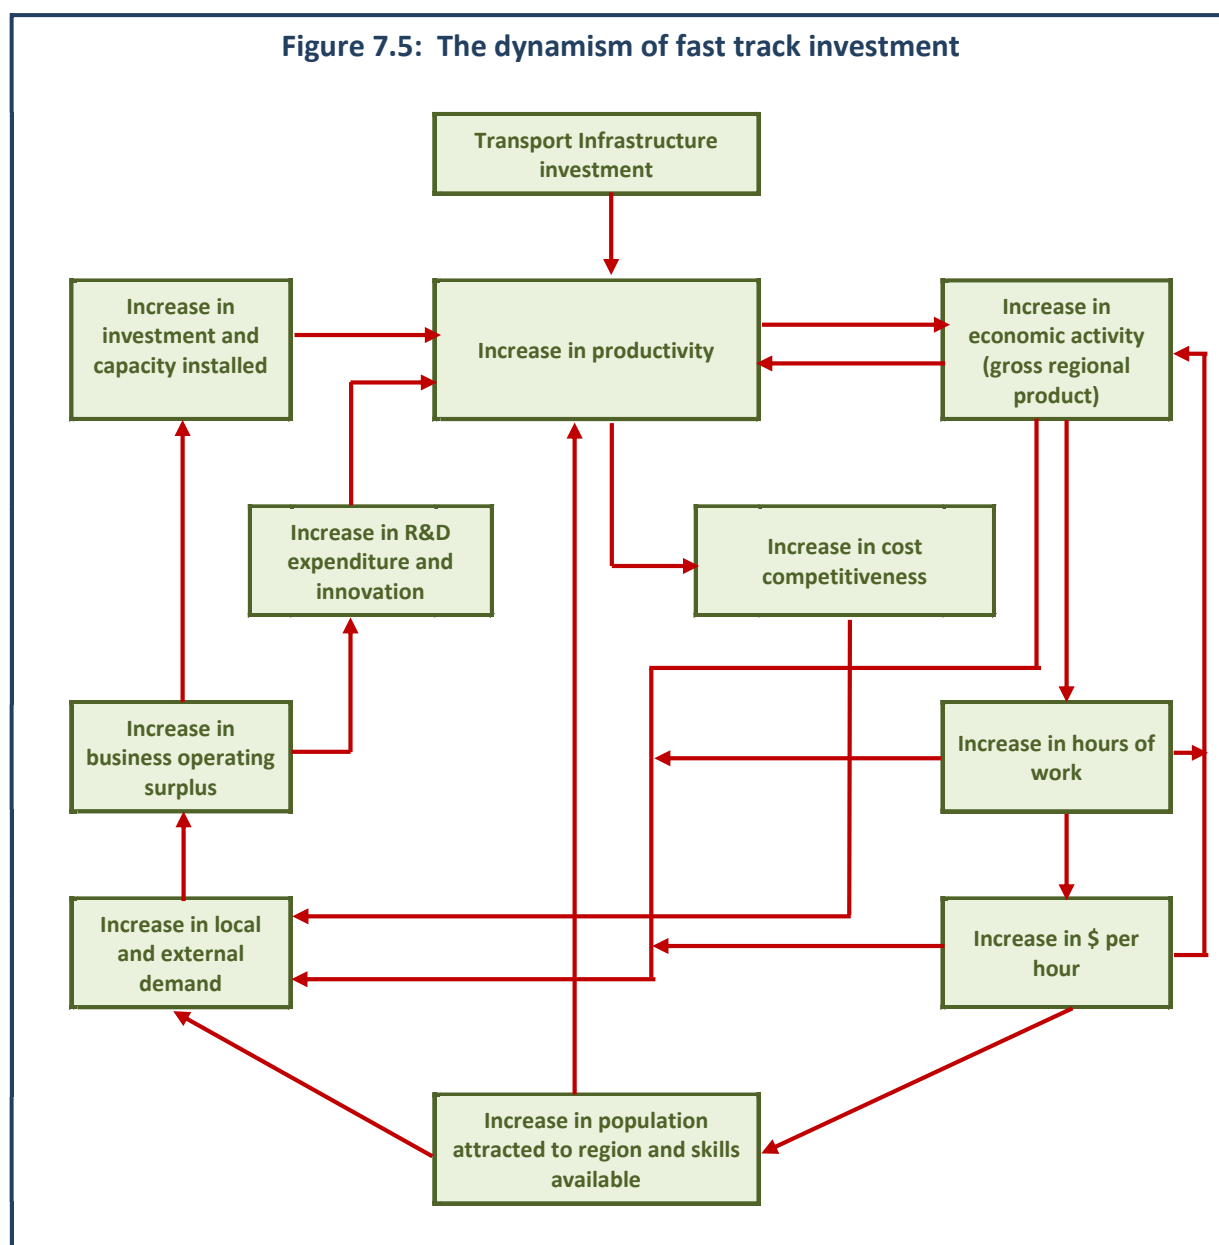 Figure 7.5:  The dynamism of fast track investment
Transport Infrastructure
investment
Increase in
investment and
capacity installed
Increase in productivity
Increase in
economic activity
(gross regional
product)
Increase in R&D
expenditure and
innovation
Increase in cost
competitiveness
Increase in
business operating
surplus
Increase in hours of
work
Increase in local
and external
demand
Increase in $ per
hour
Increase in population
attracted to region and skills
available